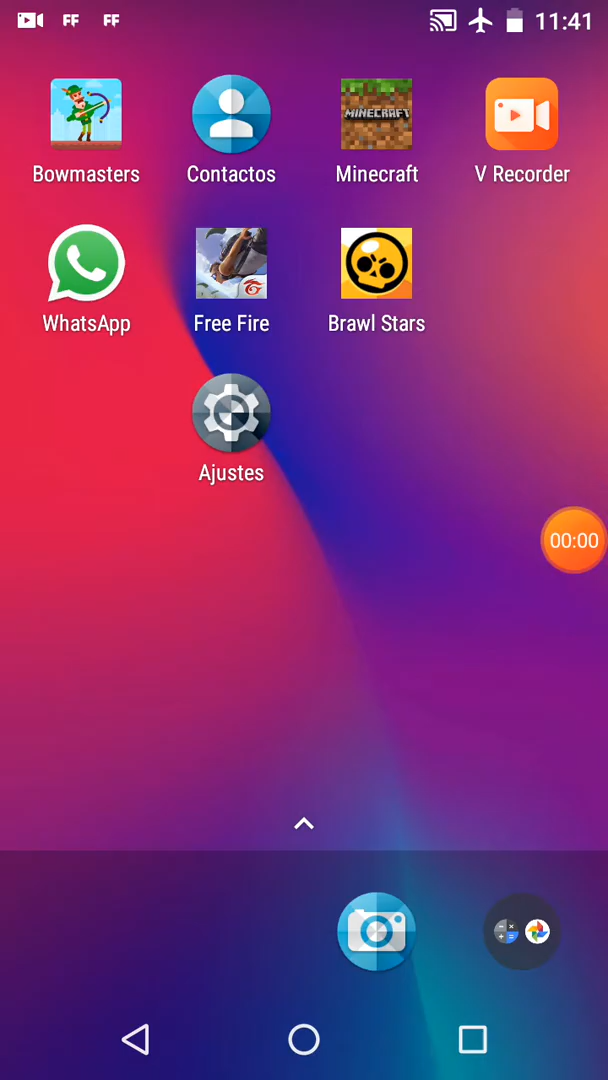 FF FF 11:41
MINECRAFT
Bowmasters Contactos Minecraft V Recorder
WhatsApp Free Fire Brawl Stars
Ajustes
00:00